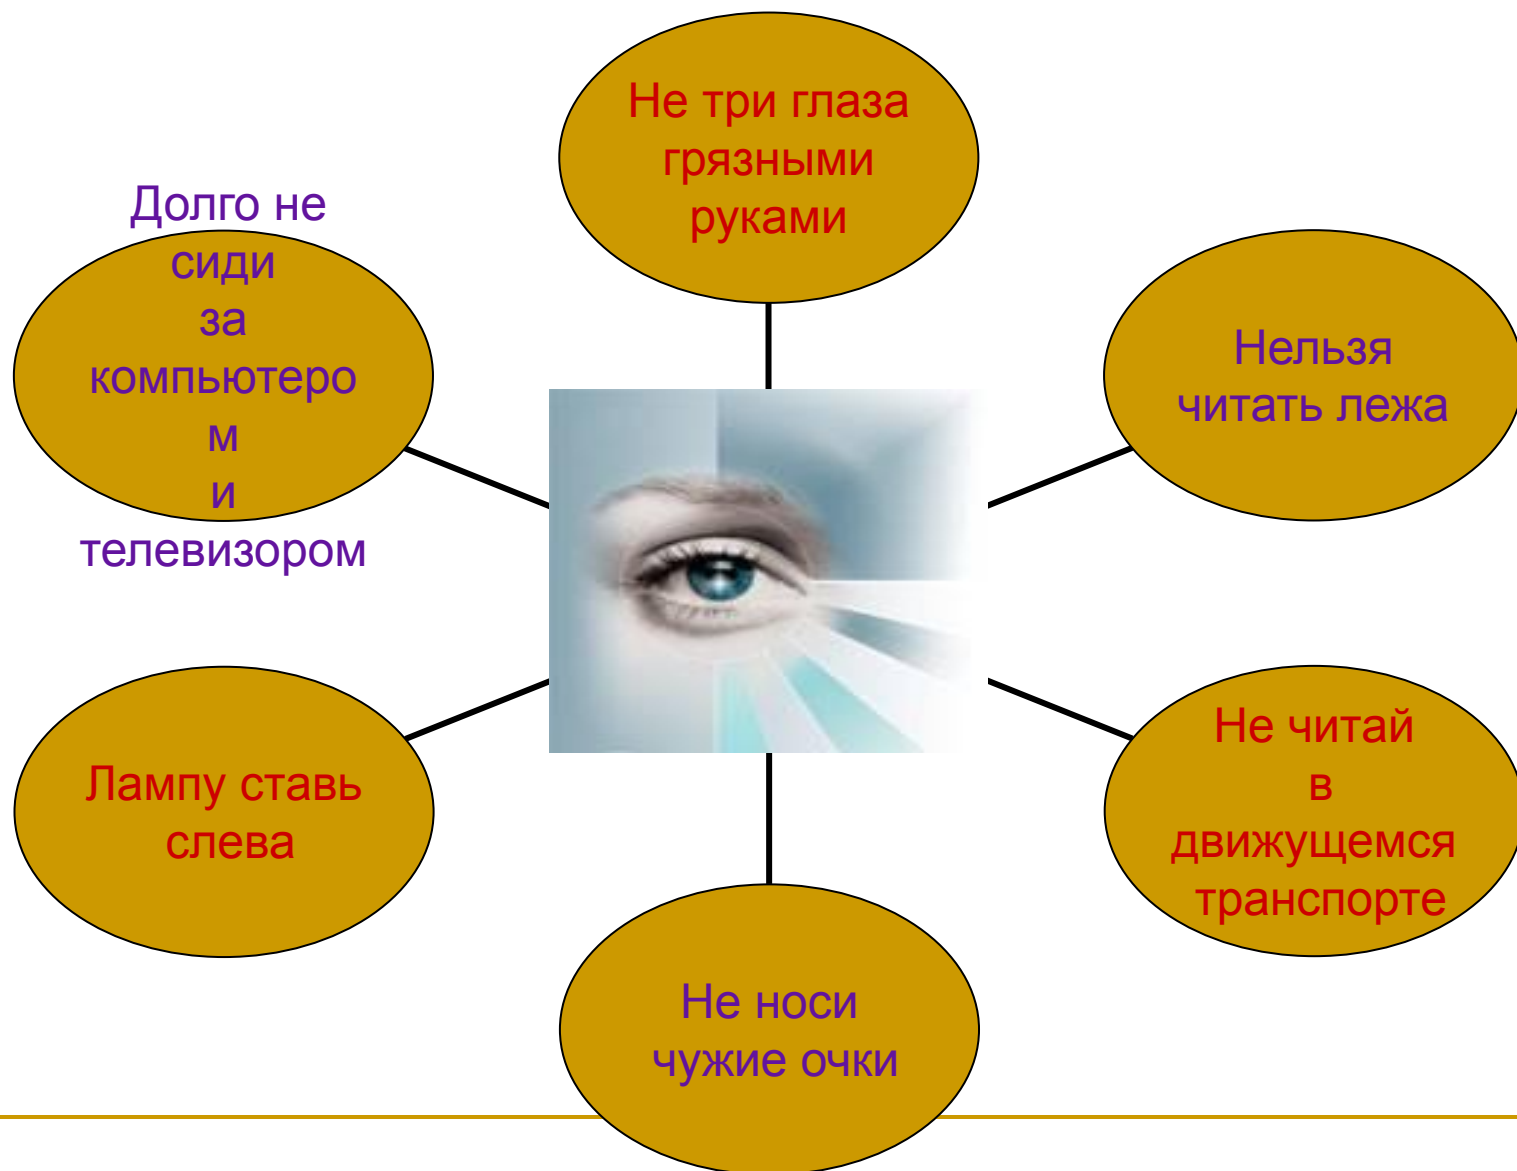 Не три глаза
грязными
руками
Долго не
сиди
за
компьютеро
м
и
телевизором
Нельзя
читать лежа
Лампу ставь
слева
Не читай
в
движущемся
транспорте
Не носи
чужие очки